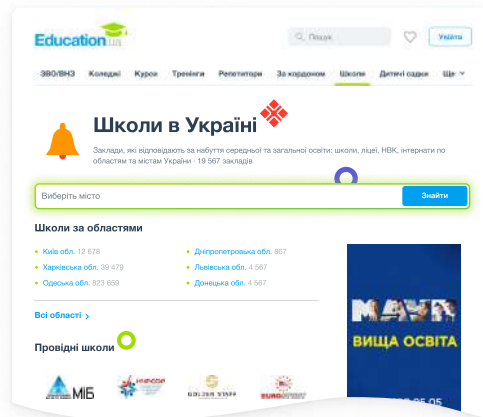 Education.ua
Пошук
Увійти
ЗВО/ВНЗ Коледжі Курси Тренінги Репетитори За кордоном Школи Дитячі садки Ще
Школи в Україні
Заклади, які відповідають за набуття середньої та загальної освіти: школи, ліцеї, НВК, інтернати по
областям та містам України - 19 567 закладів
Виберіть місто
Знайти
Школи за областями
Київ обл. 12 678
Дніпропетровська обл. 867
Харківська обл. 39 479
Львівська обл. 4 567
Одеська обл. 823 659
Донецька обл. 4 567
Всі області
МАУП
ВИЩА ОСВІТА
Провідні школи
МІБ
GOLDEN STAFF